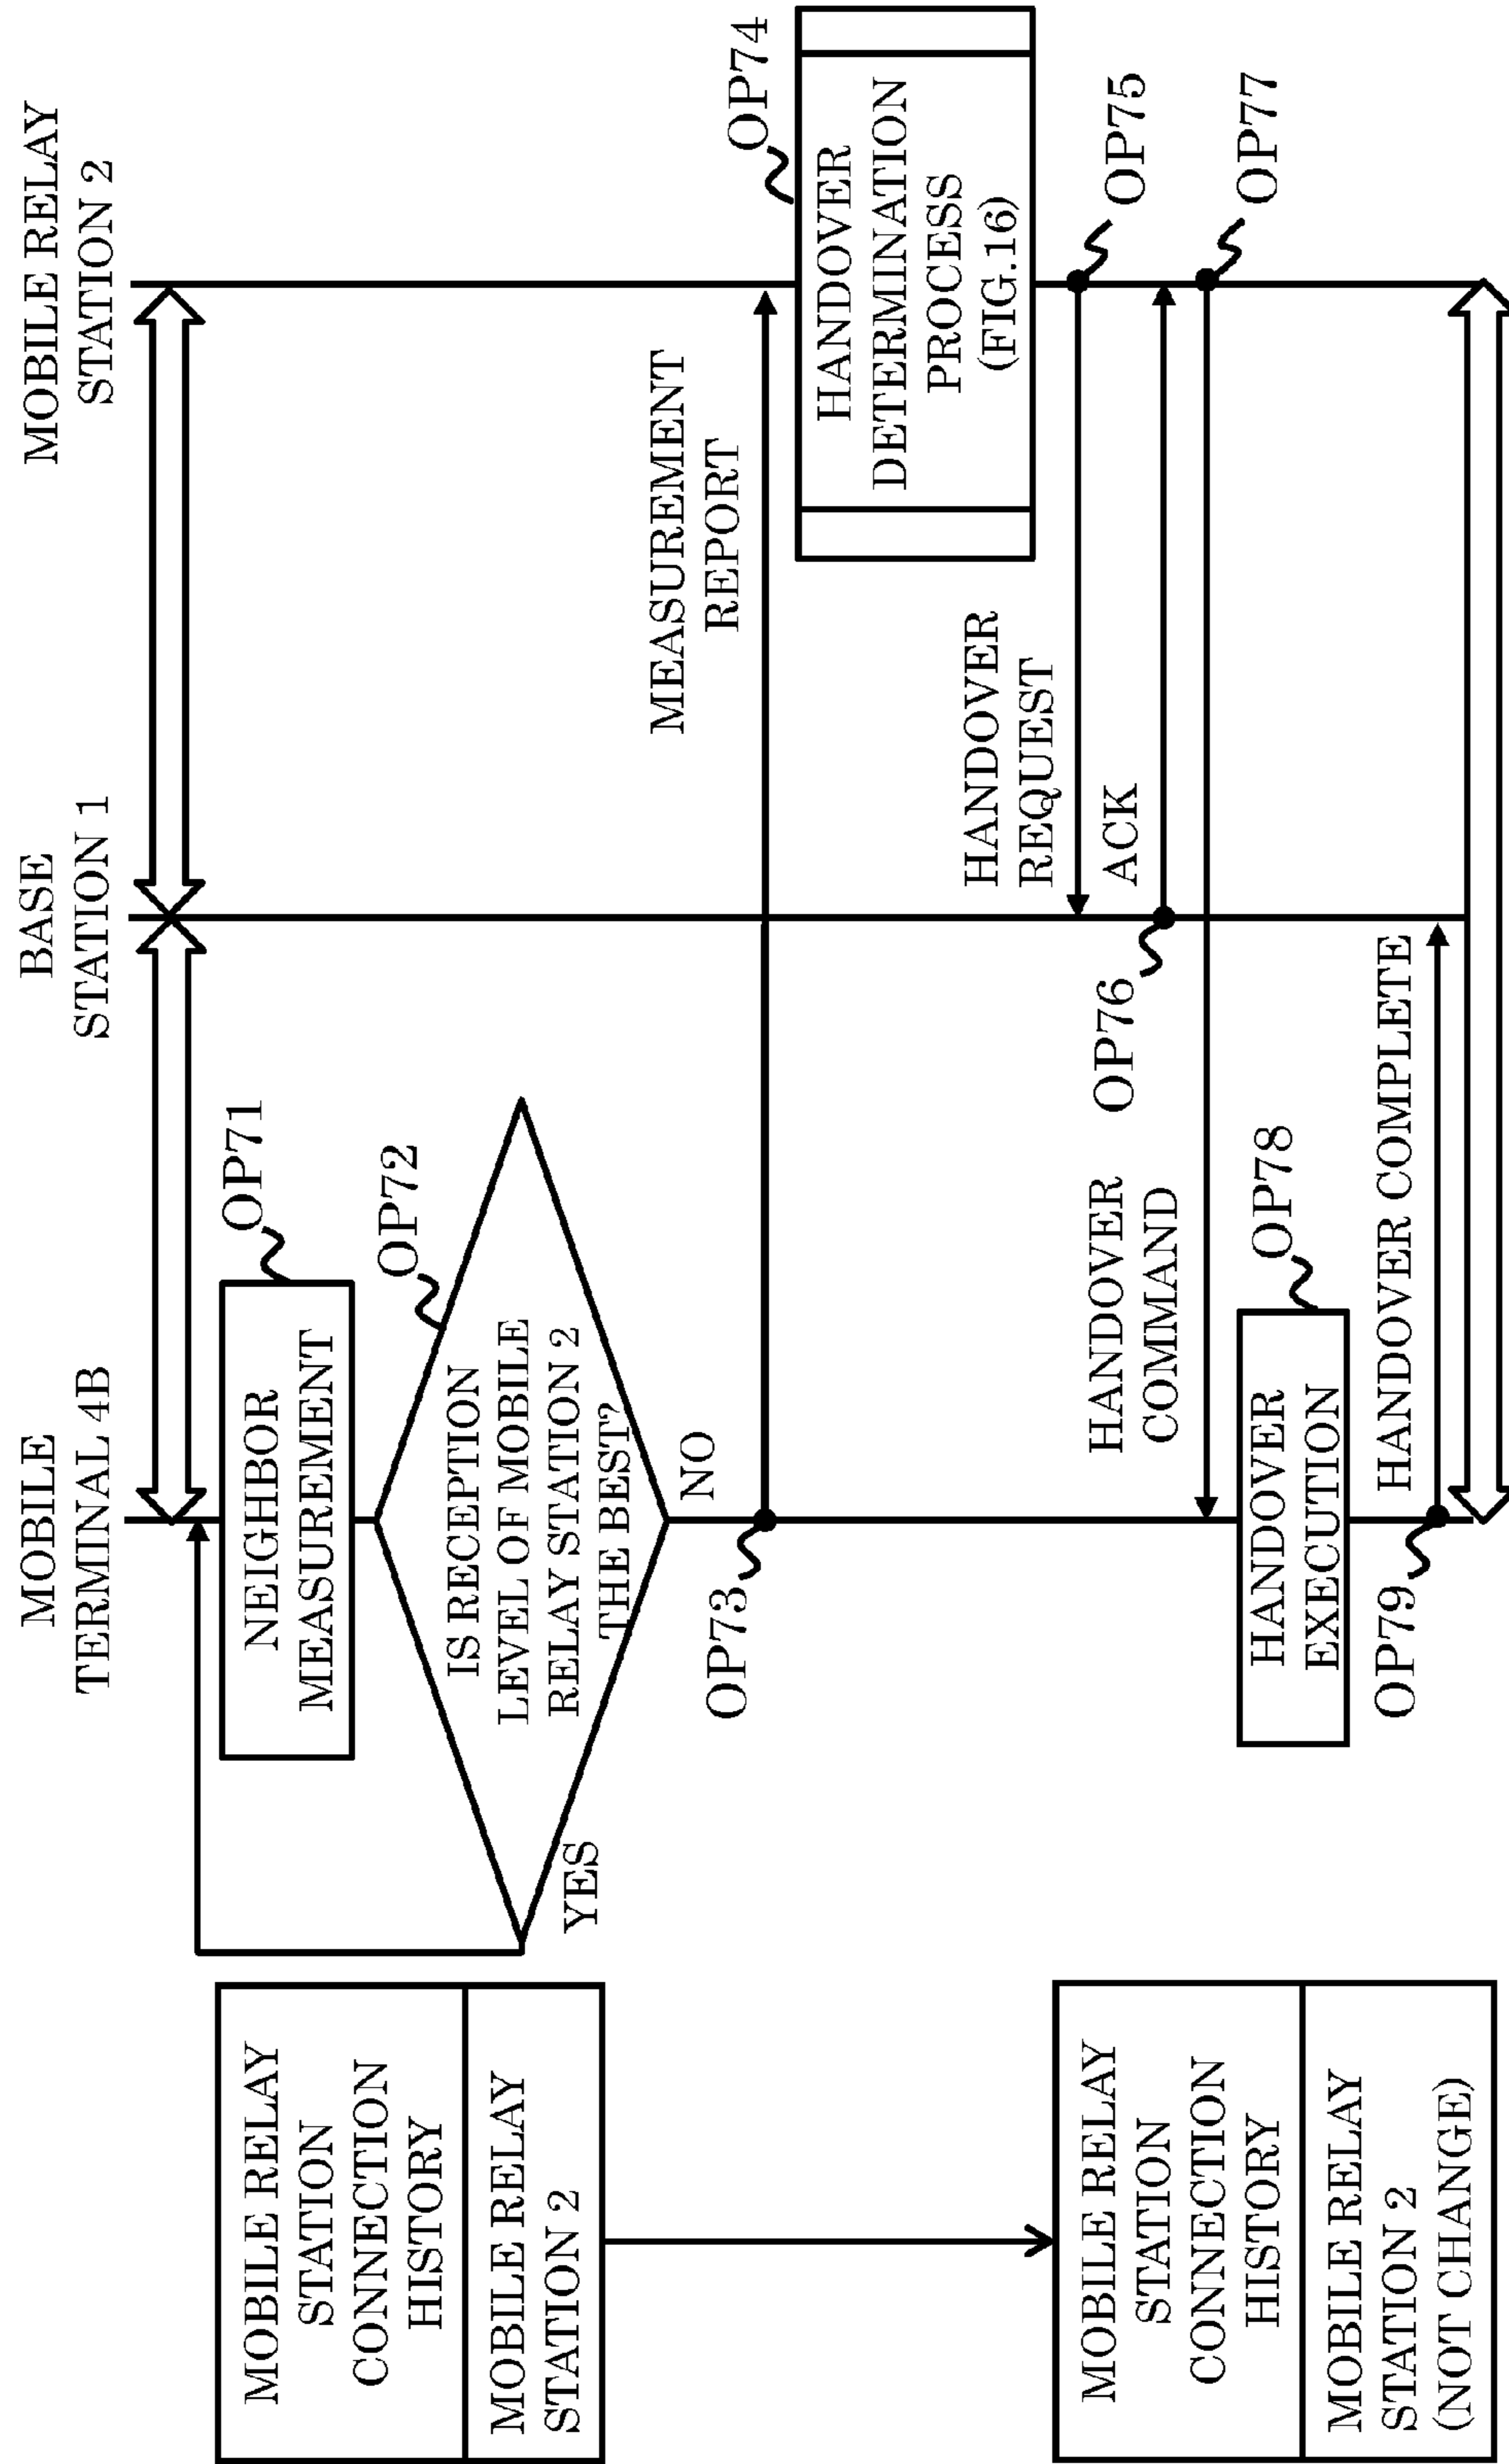 MOBILE
TERMINAL 4B
BASE
STATION 1
MOBILE RELAY
STATION 2
MOBILE RELAY
STATION
CONNECTION
HISTORY
MOBILE RELAY
STATION 2
NEIGHBOR
MEASUREMENT
OP71
IS RECEPTION
LEVEL OF MOBILE
RELAY STATION 2
THE BEST?
OP72
YES
NO
OP73
MEASUREMENT
REPORT
OP74
HANDOVER
DETERMINATION
PROCESS
(FIG.16)
HANDOVER
REQUEST
OP75
ACK
OP76
OP77
HANDOVER
COMMAND
HANDOVER
EXECUTION
OP78
OP79
HANDOVER COMPLETE
MOBILE RELAY
STATION
CONNECTION
HISTORY
MOBILE RELAY
STATION 2
(NOT CHANGE)